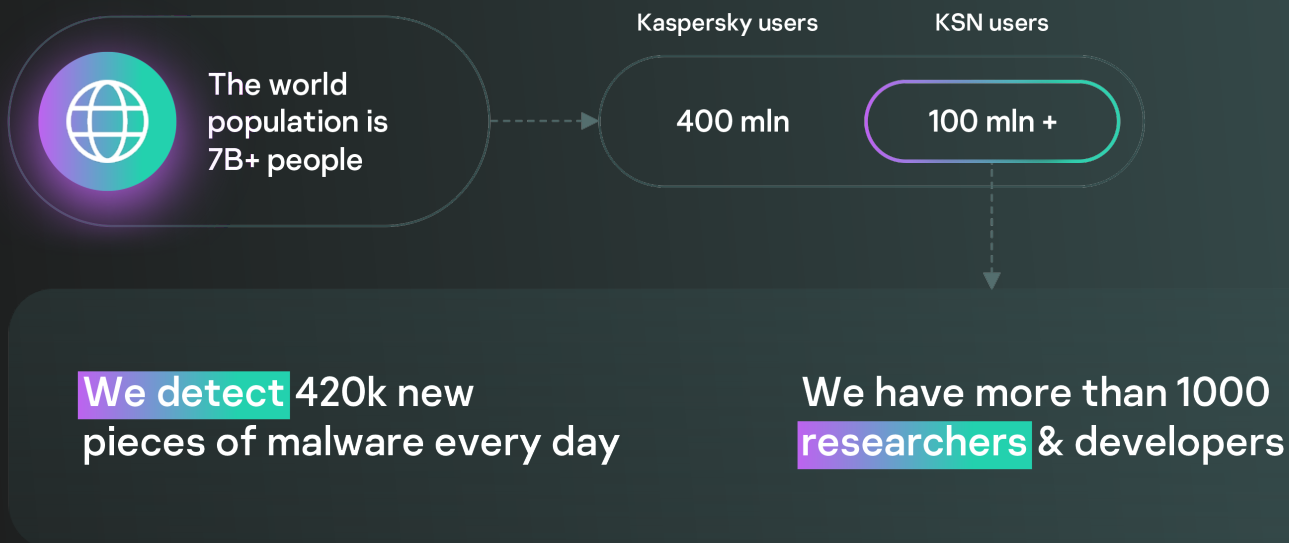 Kaspersky users
KSN users
The world
population is
7B+ people
400 mln
100 mln +
We detect 420k new
pieces of malware every day
We have more than 1000
researchers & developers